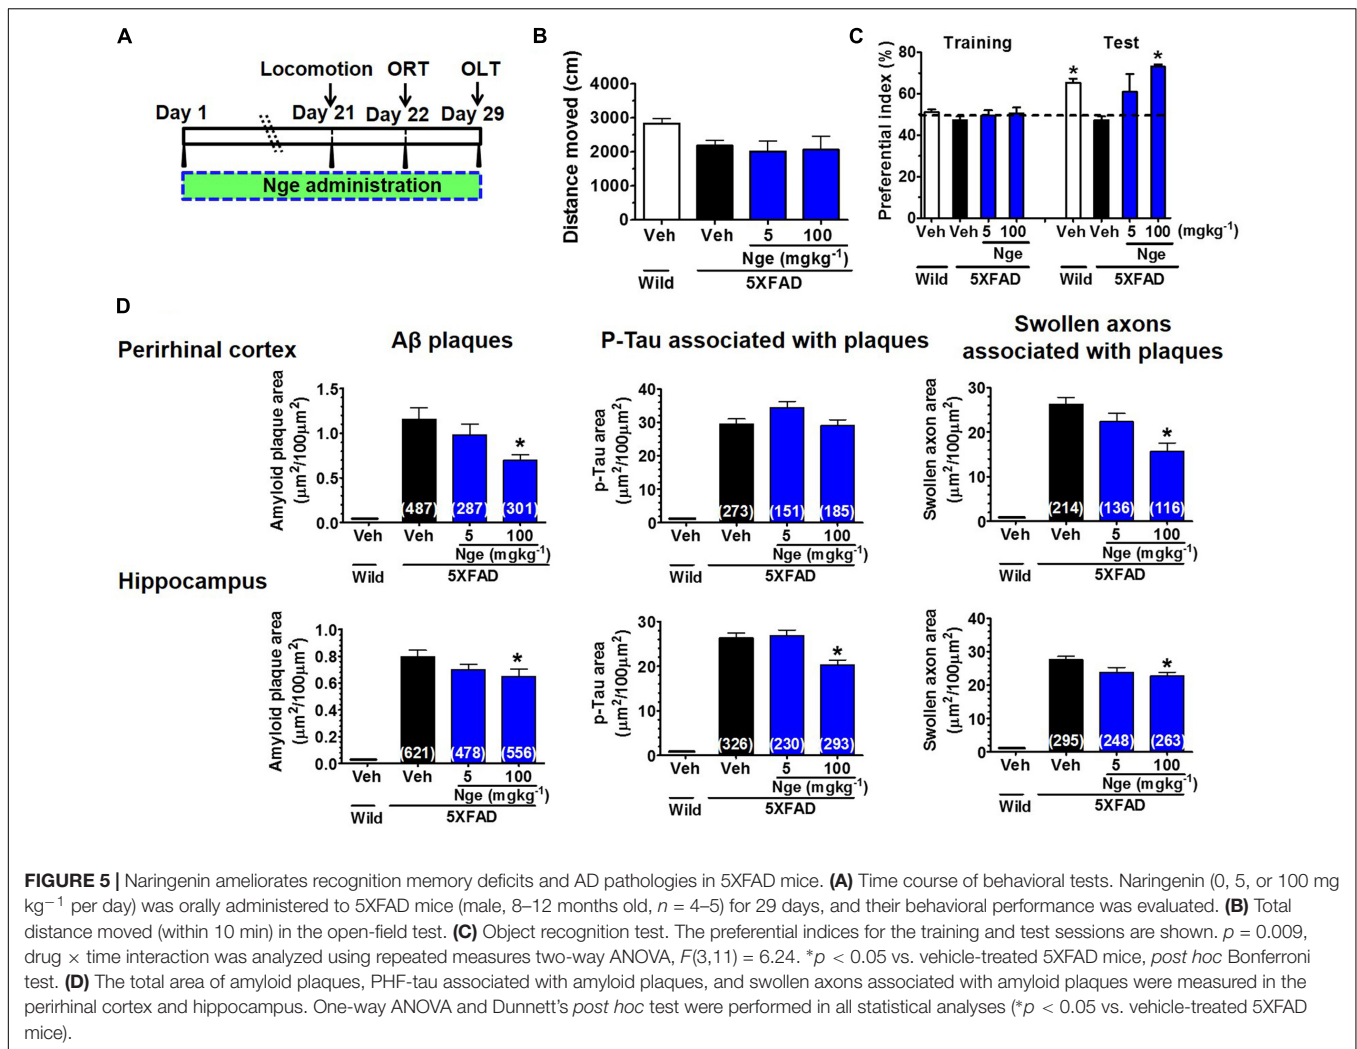 A
Locomotion ORT OLT
Day 1 Day 21 Day 22 Day 29
Nge administration
B
Distance moved (cm)
4000
3000
2000
1000
0
Veh Veh 5 100
Nge (mgkg⁻¹)
Wild 5XFAD
C
Preferential index (%)
Training Test
80
60
40
20
0
* *
Veh Veh 5 100 Veh Veh 5 100 (mgkg⁻¹)
Nge Nge
Wild 5XFAD Wild 5XFAD
D
Perirhinal cortex
Aβ plaques
Amyloid plaque area
(μm²/100μm²)
1.5
1.0
0.5
0.0
*
(487) (287) (301)
Veh Veh 5 100
Nge (mgkg⁻¹)
Wild 5XFAD
P-Tau associated with plaques
p-Tau area
(μm²/100μm²)
40
30
20
10
0
(273) (151) (185)
Veh Veh 5 100
Nge (mgkg⁻¹)
Wild 5XFAD
Swollen axons
associated with plaques
Swollen axon area
(μm²/100μm²)
30
20
10
0
*
(214) (136) (116)
Veh Veh 5 100
Nge (mgkg⁻¹)
Wild 5XFAD
Hippocampus
Amyloid plaque area
(μm²/100μm²)
1.0
0.8
0.6
0.4
0.2
0.0
*
(621) (478) (556)
Veh Veh 5 100
Nge (mgkg⁻¹)
Wild 5XFAD
p-Tau area
(μm²/100μm²)
30
20
10
0
*
(326) (230) (293)
Veh Veh 5 100
Nge (mgkg⁻¹)
Wild 5XFAD
Swollen axon area
(μm²/100μm²)
40
30
20
10
0
*
(295) (248) (263)
Veh Veh 5 100
Nge (mgkg⁻¹)
Wild 5XFAD
FIGURE 5 | Naringenin ameliorates recognition memory deficits and AD pathologies in 5XFAD mice. (A) Time course of behavioral tests. Naringenin (0, 5, or 100 mg
kg⁻¹ per day) was orally administered to 5XFAD mice (male, 8–12 months old, n = 4–5) for 29 days, and their behavioral performance was evaluated. (B) Total
distance moved (within 10 min) in the open-field test. (C) Object recognition test. The preferential indices for the training and test sessions are shown. p = 0.009,
drug × time interaction was analyzed using repeated measures two-way ANOVA, F(3,11) = 6.24. *p < 0.05 vs. vehicle-treated 5XFAD mice, post hoc Bonferroni
test. (D) The total area of amyloid plaques, PHF-tau associated with amyloid plaques, and swollen axons associated with amyloid plaques were measured in the
perirhinal cortex and hippocampus. One-way ANOVA and Dunnett's post hoc test were performed in all statistical analyses (*p < 0.05 vs. vehicle-treated 5XFAD
mice).